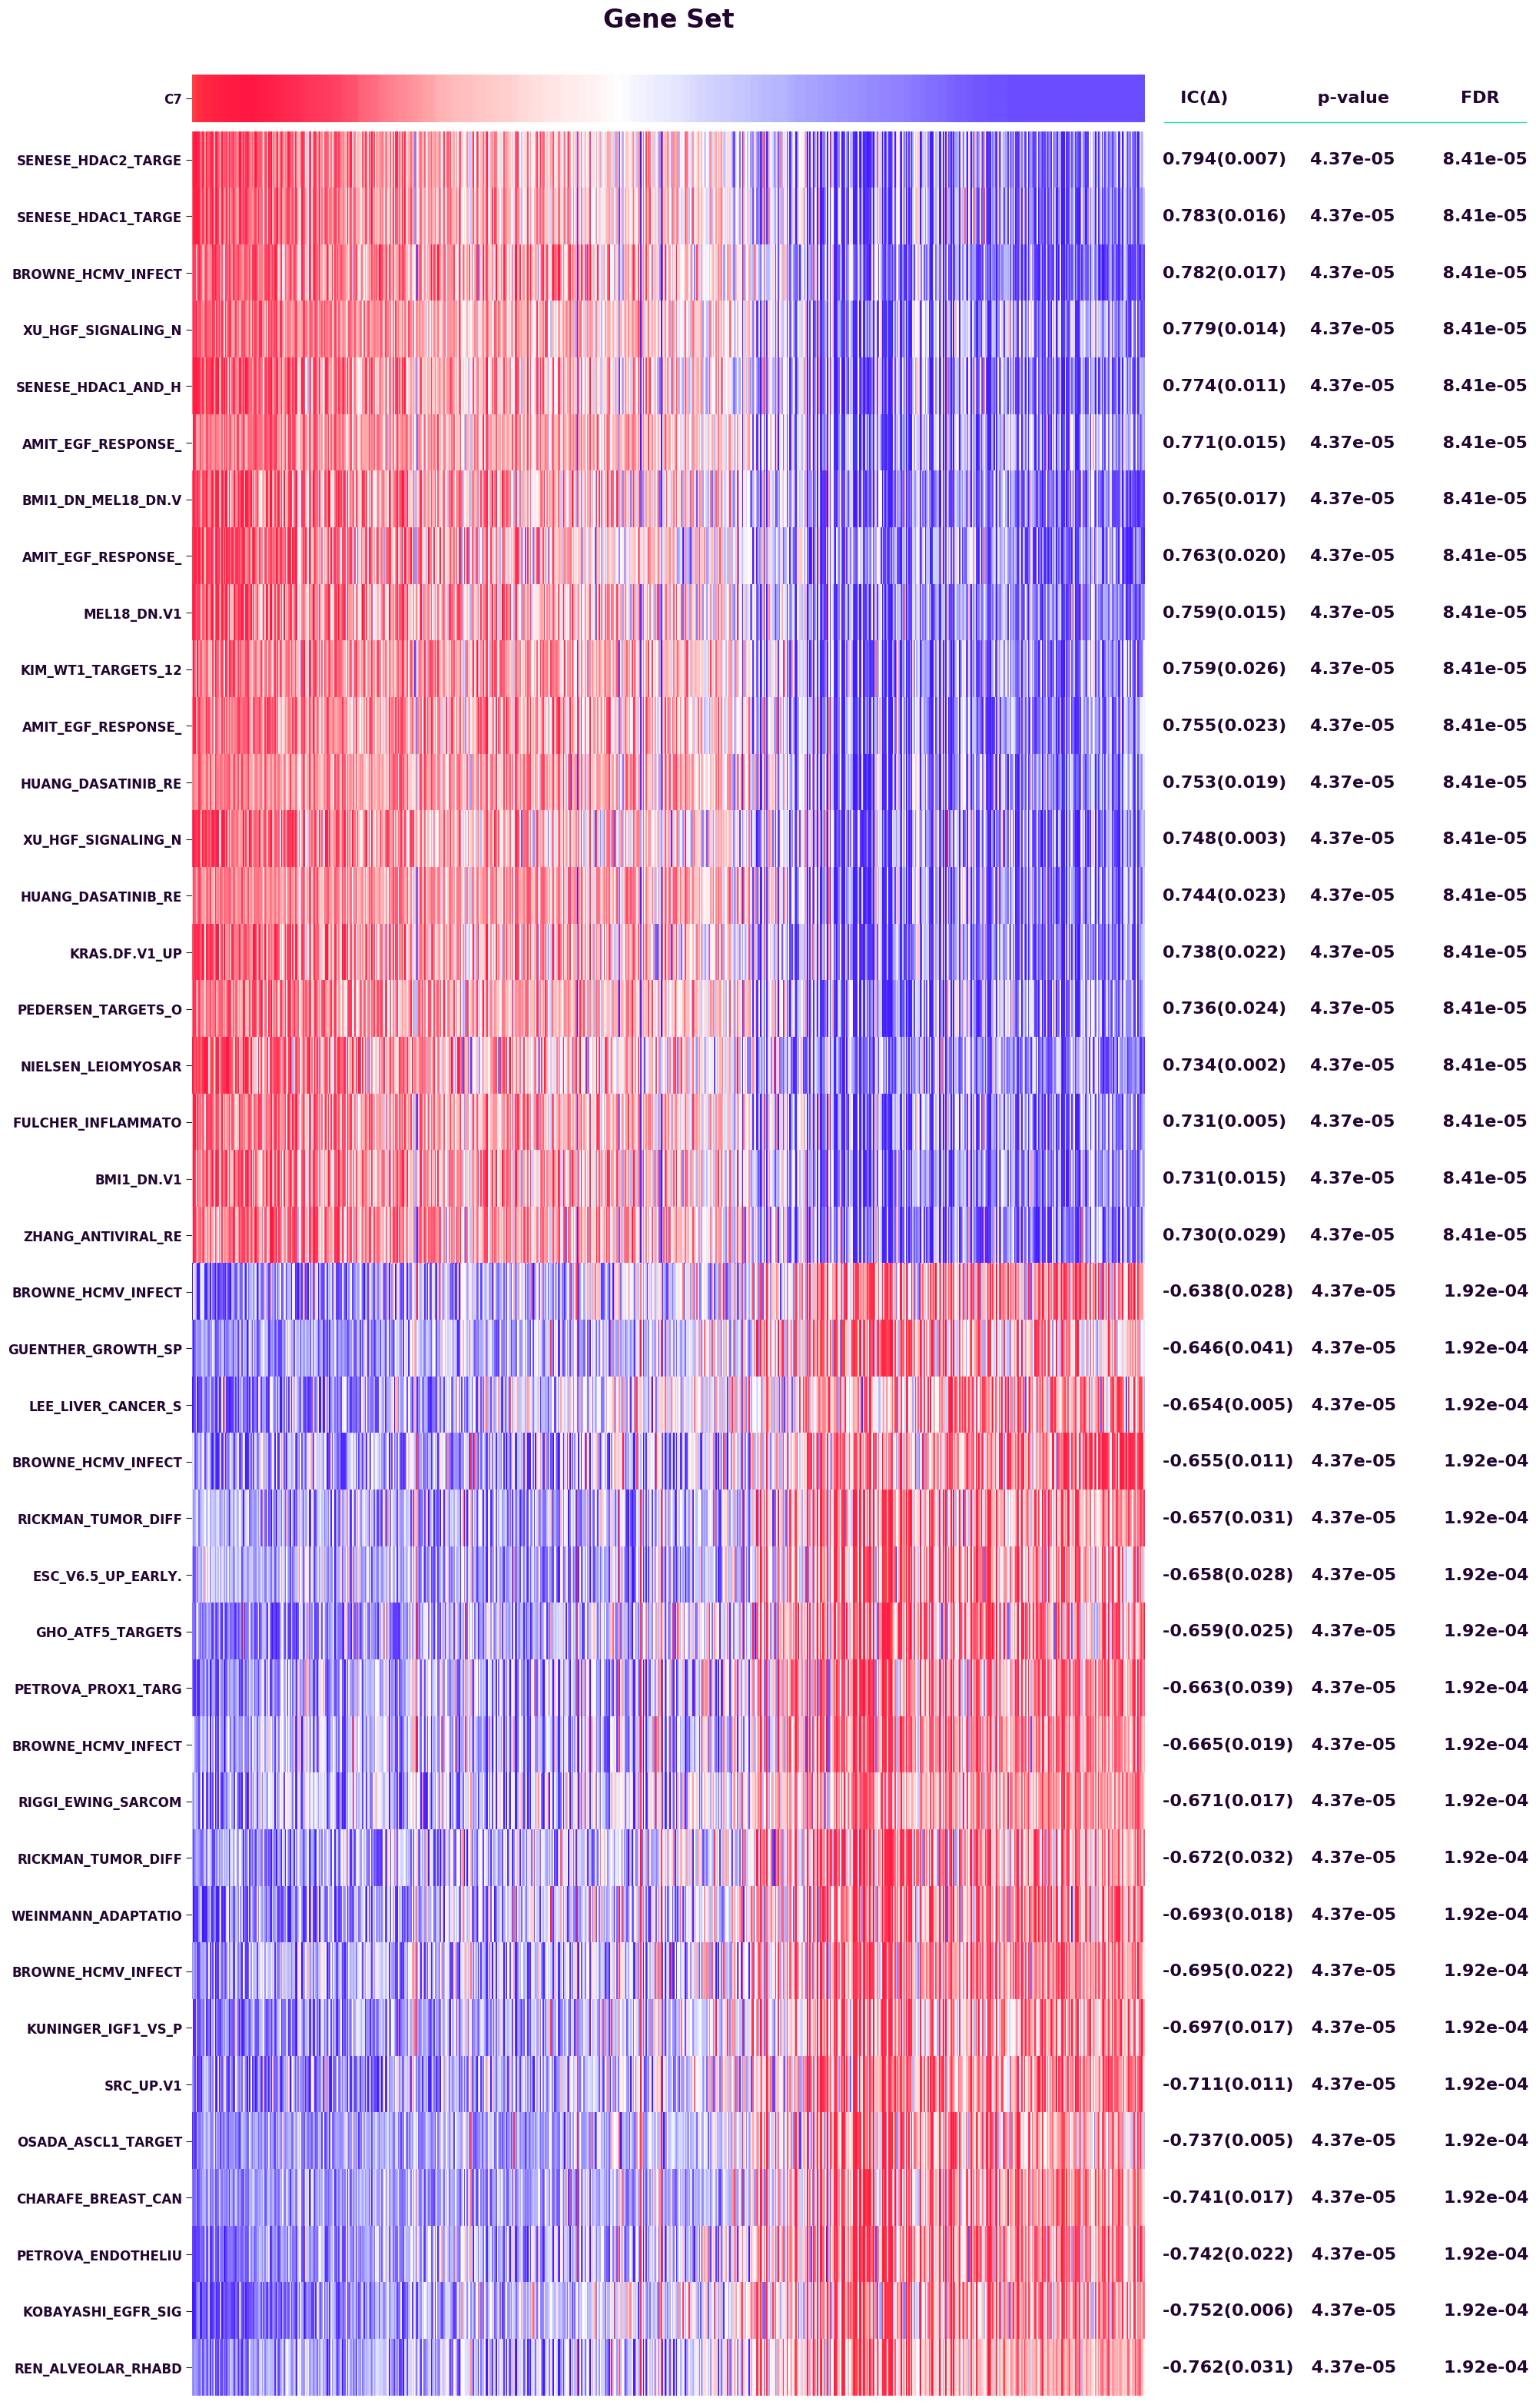 Gene Set
C7 IC(Δ) p-value FDR
SENESE_HDAC2_TARGE 0.794(0.007) 4.37e-05 8.41e-05
SENESE_HDAC1_TARGE 0.783(0.016) 4.37e-05 8.41e-05
BROWNE_HCMV_INFECT 0.782(0.017) 4.37e-05 8.41e-05
XU_HGF_SIGNALING_N 0.779(0.014) 4.37e-05 8.41e-05
SENESE_HDAC1_AND_H 0.774(0.011) 4.37e-05 8.41e-05
AMIT_EGF_RESPONSE_ 0.771(0.015) 4.37e-05 8.41e-05
BMI1_DN_MEL18_DN.V 0.765(0.017) 4.37e-05 8.41e-05
AMIT_EGF_RESPONSE_ 0.763(0.020) 4.37e-05 8.41e-05
MEL18_DN.V1 0.759(0.015) 4.37e-05 8.41e-05
KIM_WT1_TARGETS_12 0.759(0.026) 4.37e-05 8.41e-05
AMIT_EGF_RESPONSE_ 0.755(0.023) 4.37e-05 8.41e-05
HUANG_DASATINIB_RE 0.753(0.019) 4.37e-05 8.41e-05
XU_HGF_SIGNALING_N 0.748(0.003) 4.37e-05 8.41e-05
HUANG_DASATINIB_RE 0.744(0.023) 4.37e-05 8.41e-05
KRAS.DF.V1_UP 0.738(0.022) 4.37e-05 8.41e-05
PEDERSEN_TARGETS_O 0.736(0.024) 4.37e-05 8.41e-05
NIELSEN_LEIOMYOSAR 0.734(0.002) 4.37e-05 8.41e-05
FULCHER_INFLAMMATO 0.731(0.005) 4.37e-05 8.41e-05
BMI1_DN.V1 0.731(0.015) 4.37e-05 8.41e-05
ZHANG_ANTIVIRAL_RE 0.730(0.029) 4.37e-05 8.41e-05
BROWNE_HCMV_INFECT -0.638(0.028) 4.37e-05 1.92e-04
GUENTHER_GROWTH_SP -0.646(0.041) 4.37e-05 1.92e-04
LEE_LIVER_CANCER_S -0.654(0.005) 4.37e-05 1.92e-04
BROWNE_HCMV_INFECT -0.655(0.011) 4.37e-05 1.92e-04
RICKMAN_TUMOR_DIFF -0.657(0.031) 4.37e-05 1.92e-04
ESC_V6.5_UP_EARLY. -0.658(0.028) 4.37e-05 1.92e-04
GHO_ATF5_TARGETS -0.659(0.025) 4.37e-05 1.92e-04
PETROVA_PROX1_TARG -0.663(0.039) 4.37e-05 1.92e-04
BROWNE_HCMV_INFECT -0.665(0.019) 4.37e-05 1.92e-04
RIGGI_EWING_SARCOM -0.671(0.017) 4.37e-05 1.92e-04
RICKMAN_TUMOR_DIFF -0.672(0.032) 4.37e-05 1.92e-04
WEINMANN_ADAPTATIO -0.693(0.018) 4.37e-05 1.92e-04
BROWNE_HCMV_INFECT -0.695(0.022) 4.37e-05 1.92e-04
KUNINGER_IGF1_VS_P -0.697(0.017) 4.37e-05 1.92e-04
SRC_UP.V1 -0.711(0.011) 4.37e-05 1.92e-04
OSADA_ASCL1_TARGET -0.737(0.005) 4.37e-05 1.92e-04
CHARAFE_BREAST_CAN -0.741(0.017) 4.37e-05 1.92e-04
PETROVA_ENDOTHELIU -0.742(0.022) 4.37e-05 1.92e-04
KOBAYASHI_EGFR_SIG -0.752(0.006) 4.37e-05 1.92e-04
REN_ALVEOLAR_RHABD -0.762(0.031) 4.37e-05 1.92e-04